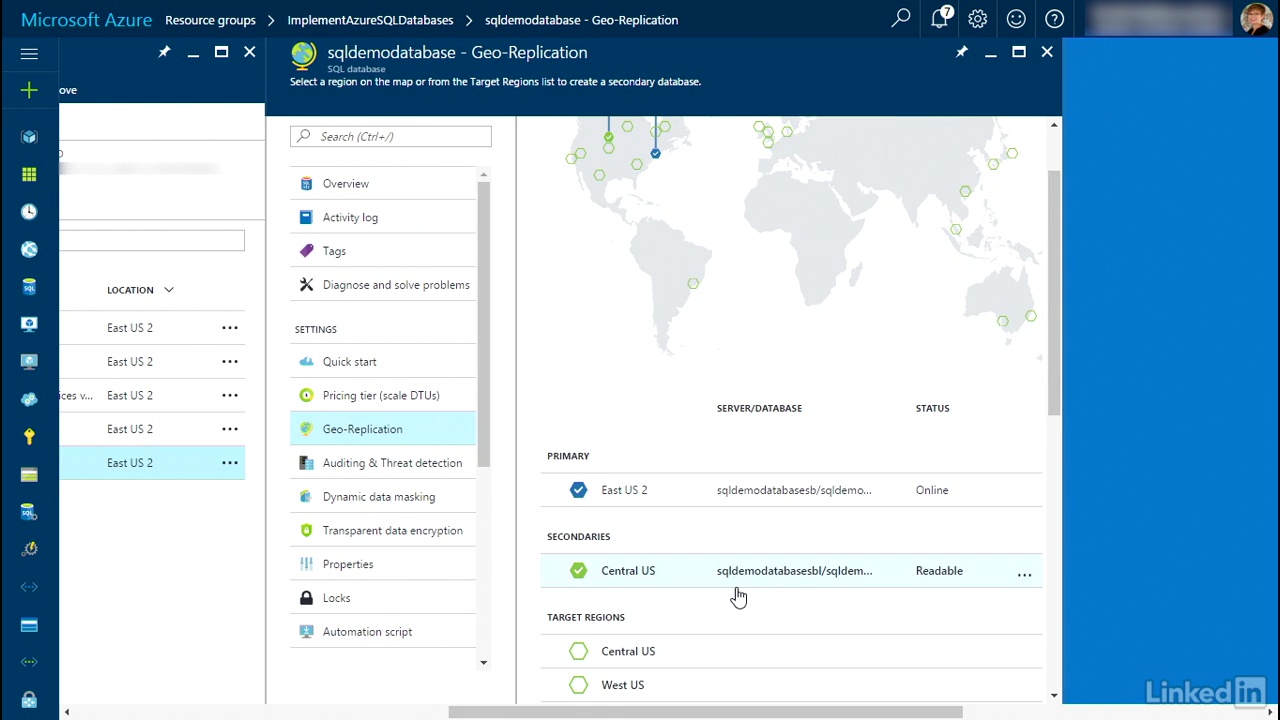 Microsoft Azure Resource groups > ImplementAzureSQLDatabases > sqldemodatabase - Geo-Replication
7
ove
sqldemodatabase - Geo-Replication
SQL database
Select a region on the map or from the Target Regions list to create a secondary database.
Search (Ctrl+/)
Overview
Activity log
Tags
Diagnose and solve problems
SETTINGS
Quick start
Pricing tier (scale DTUs)
Geo-Replication
Auditing & Threat detection
Dynamic data masking
Transparent data encryption
Properties
Locks
Automation script
LOCATION
East US 2 ...
East US 2 ...
ices v... East US 2 ...
East US 2 ...
East US 2 ...
SERVER/DATABASE STATUS
PRIMARY
East US 2 sqldemodatabasesb/sqldemo... Online
SECONDARIES
Central US sqldemodatabasesbl/sqldem... Readable ...
TARGET REGIONS
Central US
West US
LinkedIn